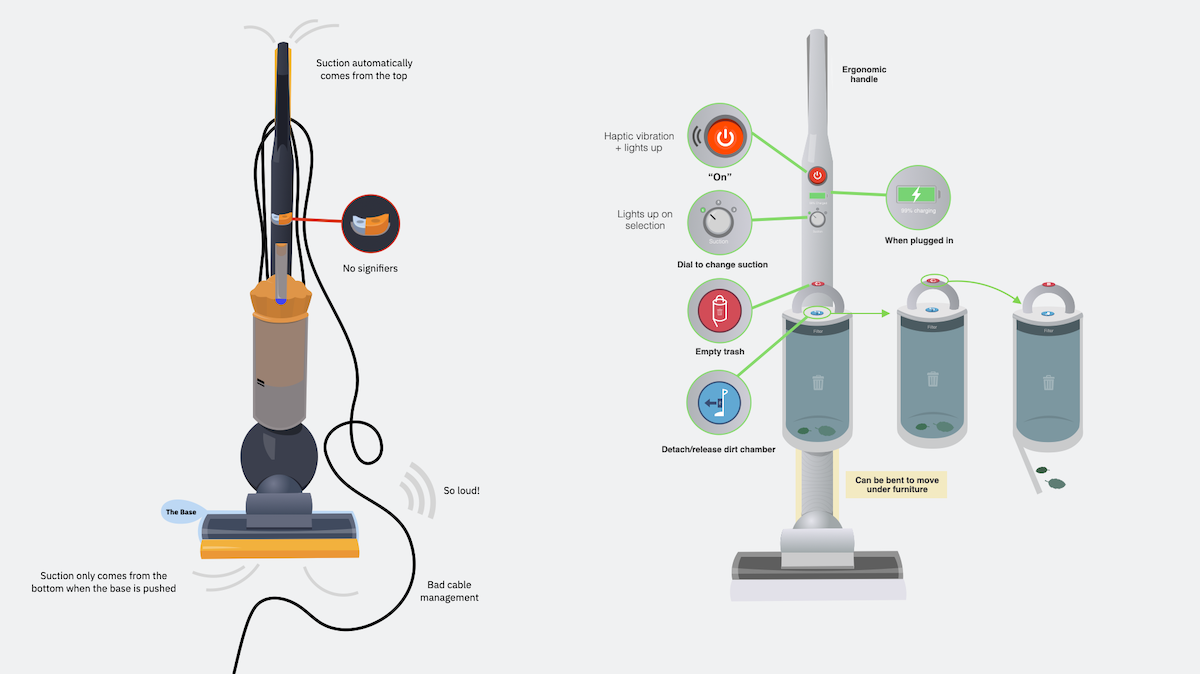 Suction automatically
comes from the top
No signifiers
The Base
So loud!
Suction only comes from the
bottom when the base is pushed
Bad cable
management
Ergonomic
handle
Haptic vibration
+ lights up
“On”
99% charging
When plugged in
Lights up on
selection
Suction
Dial to change suction
Empty trash
Filter
Filter
Filter
Detach/release dirt chamber
Can be bent to move
under furniture